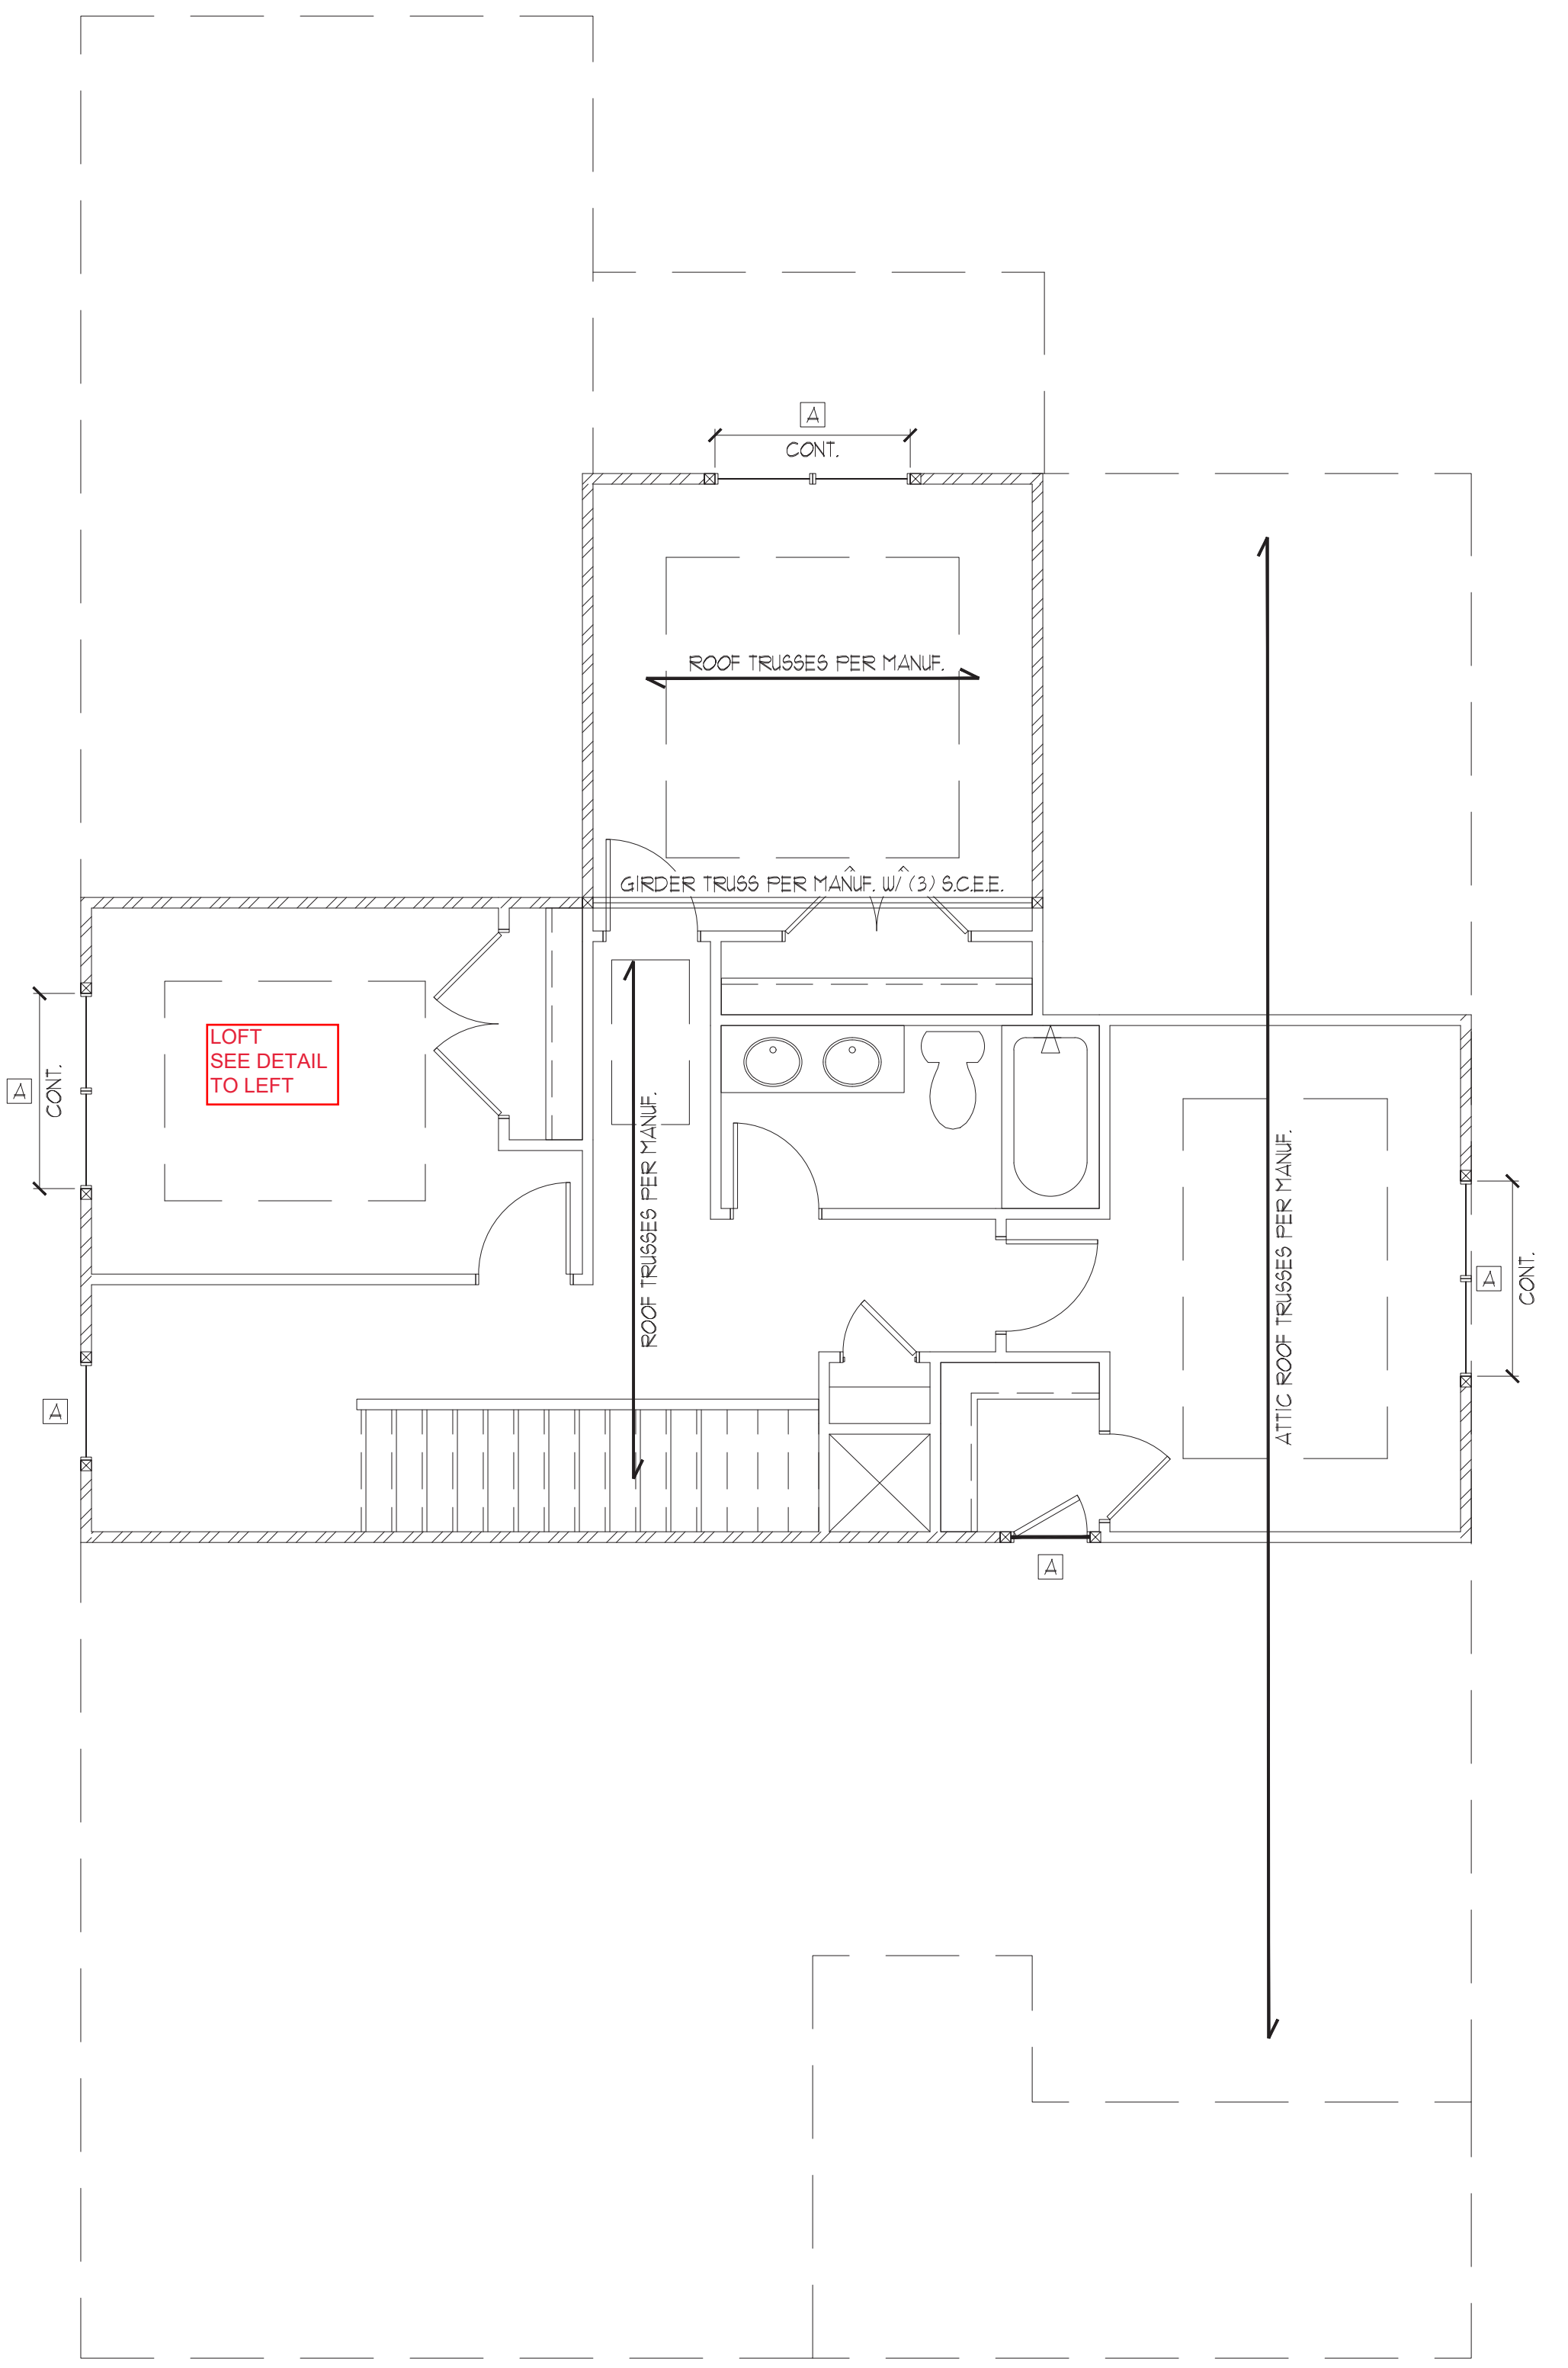 A
CONT.
ROOF TRUSSES PER MANUF.
GIRDER TRUSS PER MANUF. W/ (3) S.C.E.E.
LOFT
SEE DETAIL
TO LEFT
A
CONT.
ROOF TRUSSES PER MANUF.
ATTIC ROOF TRUSSES PER MANUF.
A
CONT.
A
A